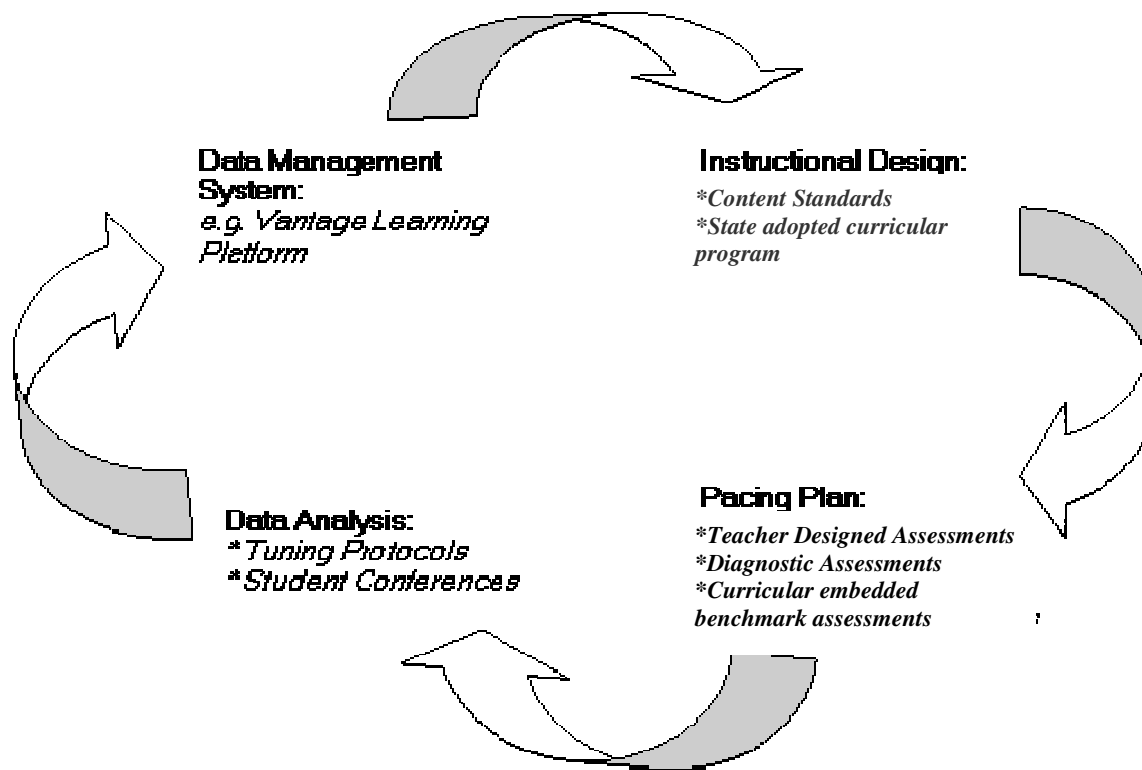 Data Management
System:
e.g. Vantage Learning
Platform
Instructional Design:
*Content Standards
*State adopted curricular
program
Data Analysis:
*Tuning Protocols
*Student Conferences
Pacing Plan:
*Teacher Designed Assessments
*Diagnostic Assessments
*Curricular embedded
benchmark assessments